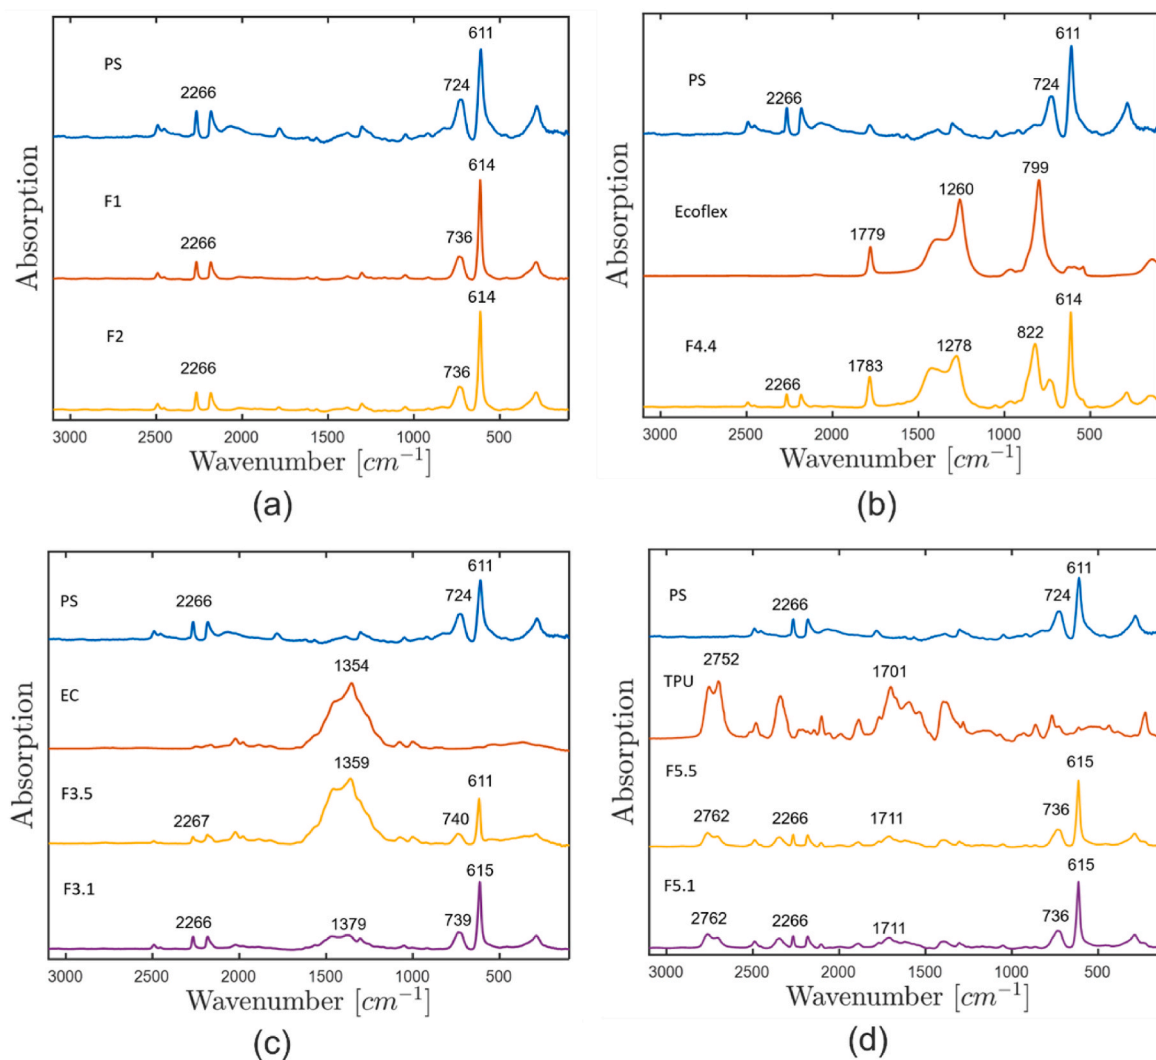 611
PS
724
2266
614
F1
736
2266
614
F2
736
2266
Absorption
3000 2500 2000 1500 1000 500
Wavenumber [cm⁻¹]
(a)
611
PS
724
2266
799
1260
Ecoflex
1779
614
822
F4.4
1278
1783
2266
Absorption
3000 2500 2000 1500 1000 500
Wavenumber [cm⁻¹]
(b)
611
PS
724
2266
1354
EC
1359
611
F3.5
2267
740
615
F3.1
2266
1379
739
Absorption
3000 2500 2000 1500 1000 500
Wavenumber [cm⁻¹]
(c)
611
PS
724
2266
2752
1701
TPU
615
F5.5
736
2762
2266
1711
615
F5.1
736
2762
2266
1711
Absorption
3000 2500 2000 1500 1000 500
Wavenumber [cm⁻¹]
(d)